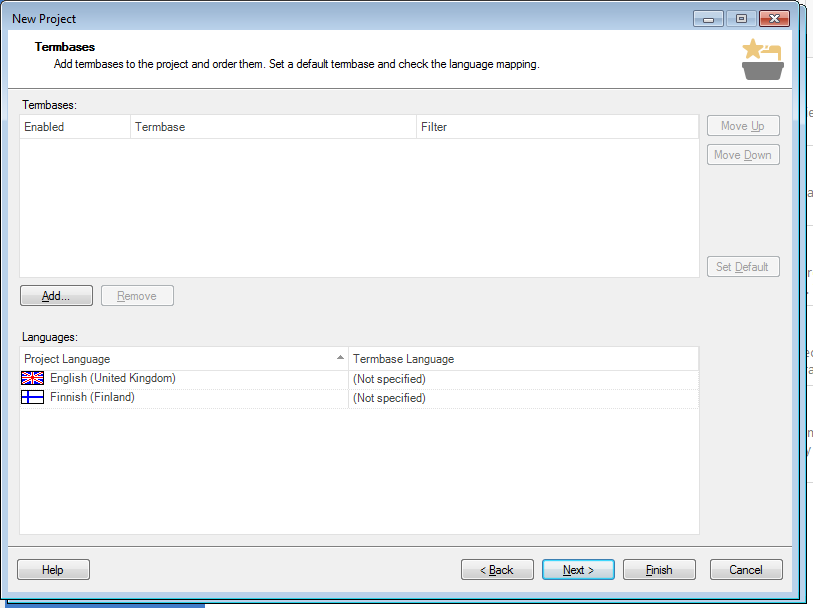 New Project
Termbases
Add termbases to the project and order them. Set a default termbase and check the language mapping.
Termbases:
Enabled Termbase Filter
Move Up
Move Down
Set Default
Add... Remove
Languages:
Project Language Termbase Language
English (United Kingdom) (Not specified)
Finnish (Finland) (Not specified)
Help < Back Next > Finish Cancel